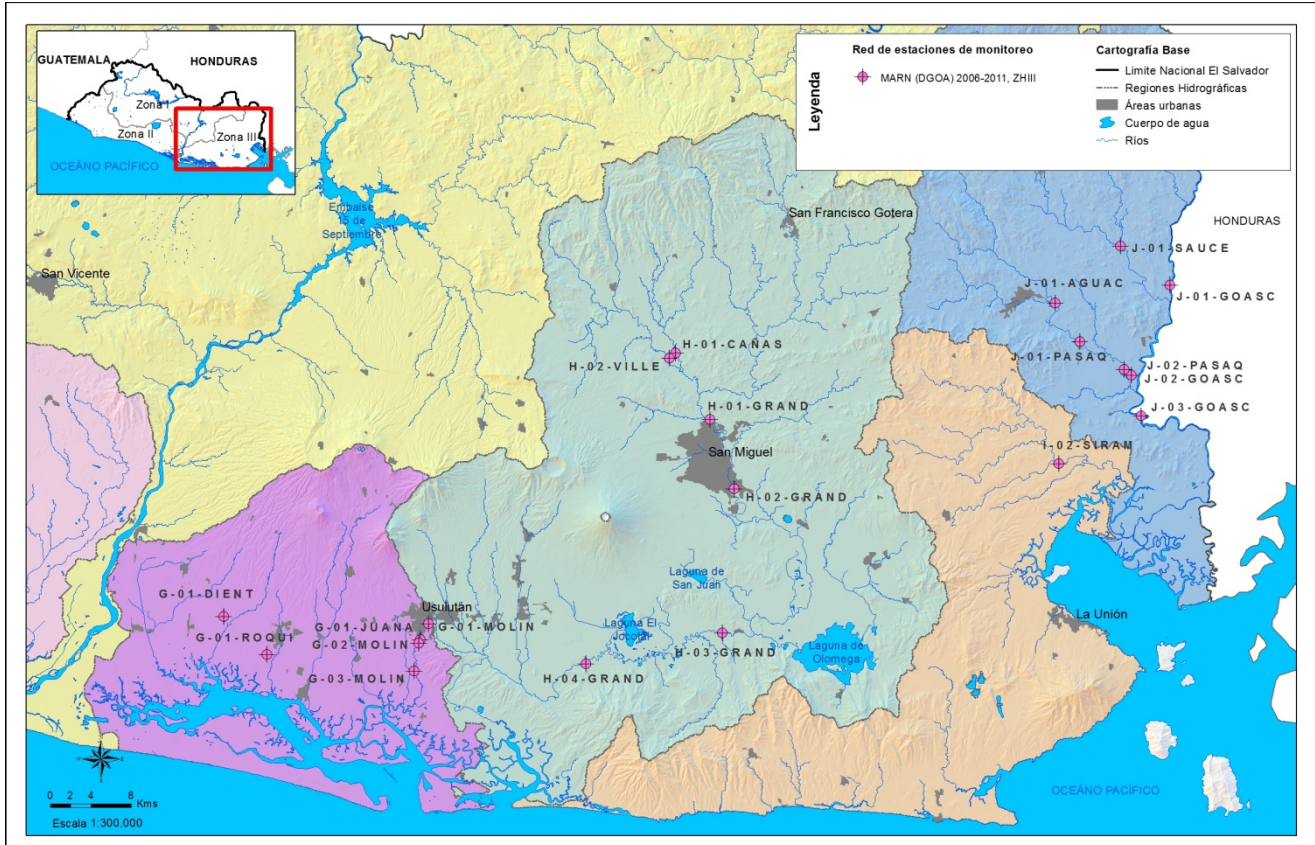 GUATEMALA
HONDURAS
Zona I
Zona II
Zona III
OCEÁNO PACÍFICO
Leyenda
Red de estaciones de monitoreo
MARN (DGOA) 2006-2011, ZHIII
Cartografía Base
Limite Nacional El Salvador
Regiones Hidrográficas
Áreas urbanas
Cuerpo de agua
Ríos
Embalse
15 de
Septiembre
San Francisco Gotera
HONDURAS
San Vicente
J-01-SAUCE
J-01-AGUAC
J-01-GOASC
J-01-PASAQ
J-02-PASAQ
J-02-GOASC
J-03-GOASC
H-01-CAÑAS
H-02-VILLE
H-01-GRAND
San Miguel
I-02-SIRAM
H-02-GRAND
Laguna de
San Juan
G-01-DIENT
Usulután
G-01-JUANA
G-01-MOLIN
G-01-ROQUI
G-02-MOLIN
G-03-MOLIN
Laguna El
Jocotal
H-03-GRAND
H-04-GRAND
Laguna de
Olomega
La Unión
0 2 4 8
Kms
Escala 1:300.000
OCEÁNO PACÍFICO